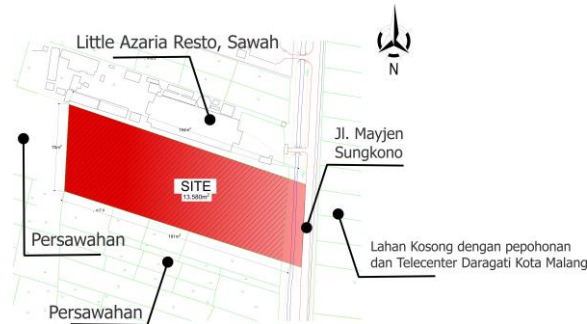 Little Azaria Resto, Sawah
N
Jl. Mayjen
Sungkono
SITE
13.580m²
Persawahan
Lahan Kosong dengan pepohonan
dan Telecenter Daragati Kota Malang
Persawahan